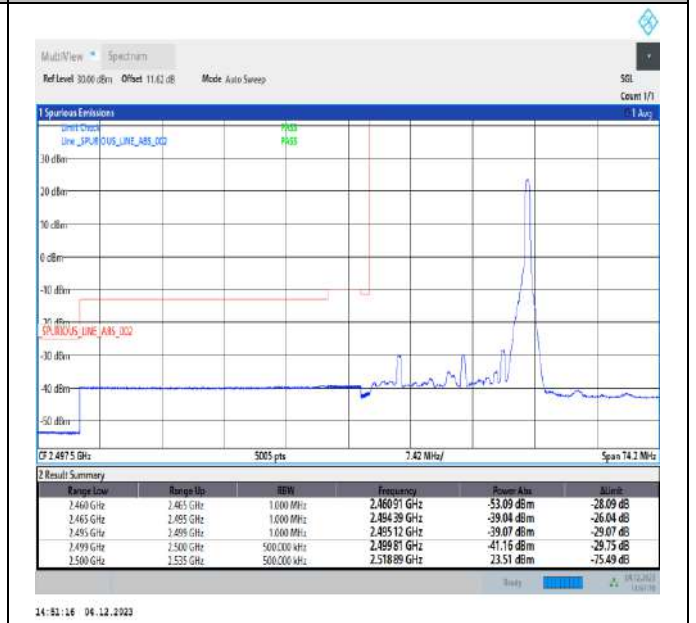 MultiView Spectrum
Ref Level 30.00 dBm Offset 11.62 dB Mode Auto Sweep SGL
Count 1/1
1 Spurious Emissions 1 Avg
Limit Check PASS
Line _SPURIOUS_LINE_ABS_002 PASS
30 dBm
20 dBm
10 dBm
0 dBm
-10 dBm
-20 dBm
_SPURIOUS_LINE_ABS_002
-30 dBm
-40 dBm
-50 dBm
CF 2.4975 GHz 5005 pts 7.42 MHz/ Span 74.2 MHz
2 Result Summary
Range Low Range Up RBW Frequency Power Abs ΔLimit
2.460 GHz 2.465 GHz 1.000 MHz 2.46091 GHz -53.09 dBm -28.09 dB
2.465 GHz 2.495 GHz 1.000 MHz 2.49439 GHz -39.04 dBm -26.04 dB
2.495 GHz 2.499 GHz 1.000 MHz 2.49512 GHz -39.07 dBm -29.07 dB
2.499 GHz 2.500 GHz 500.000 kHz 2.49981 GHz -41.16 dBm -29.75 dB
2.500 GHz 2.535 GHz 500.000 kHz 2.51889 GHz 23.51 dBm -75.49 dB
Ready 04.12.2023
14:51:16 04.12.2023